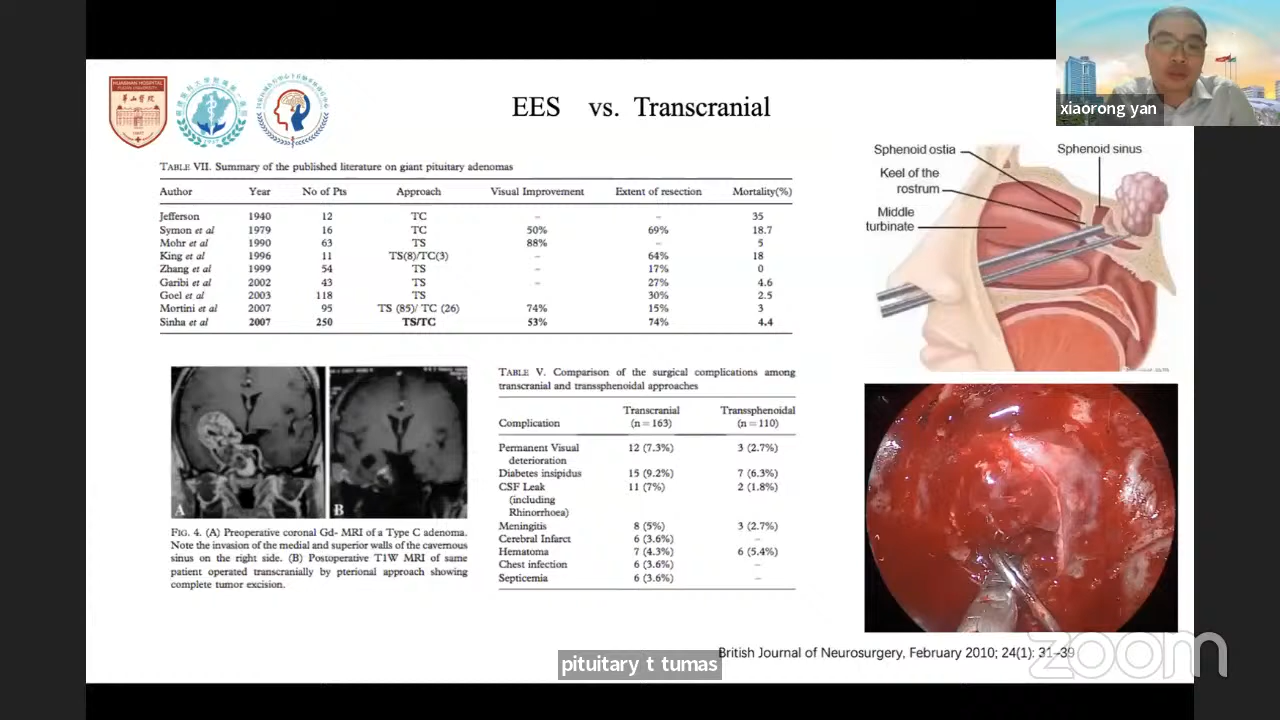 xiaorong yan
HUASHAN HOSPITAL
EES vs. Transcranial
TABLE VII. Summary of the published literature on giant pituitary adenomas
Author Year No of Pts Approach Visual Improvement Extent of resection Mortality(%)
Jefferson 1940 12 TC – – 35
Symon et al 1979 16 TC 50% 69% 18.7
Mohr et al 1990 63 TS 88% – 5
King et al 1996 11 TS(8)/TC(3) – 64% 18
Zhang et al 1999 54 TS – 17% 0
Garibi et al 2002 43 TS – 27% 4.6
Goel et al 2003 118 TS 30% 2.5
Mortini et al 2007 95 TS (85)/ TC (26) 74% 15% 3
Sinha et al 2007 250 TS/TC 53% 74% 4.4
Sphenoid ostia
Sphenoid sinus
Keel of the
rostrum
Middle
turbinate
A
B
FIG. 4. (A) Preoperative coronal Gd- MRI of a Type C adenoma.
Note the invasion of the medial and superior walls of the cavernous
sinus on the right side. (B) Postoperative T1W MRI of same
patient operated transcranially by pterional approach showing
complete tumor excision.
TABLE V. Comparison of the surgical complications among
transcranial and transsphenoidal approaches
Transcranial Transsphenoidal
Complication (n = 163) (n = 110)
Permanent Visual 12 (7.3%) 3 (2.7%)
deterioration
Diabetes insipidus 15 (9.2%) 7 (6.3%)
CSF Leak 11 (7%) 2 (1.8%)
(including
Rhinorrhoea)
Meningitis 8 (5%) 3 (2.7%)
Cerebral Infarct 6 (3.6%) –
Hematoma 7 (4.3%) 6 (5.4%)
Chest infection 6 (3.6%) –
Septicemia 6 (3.6%) –
British Journal of Neurosurgery, February 2010; 24(1): 31–39
zoom
pituitary t tumas